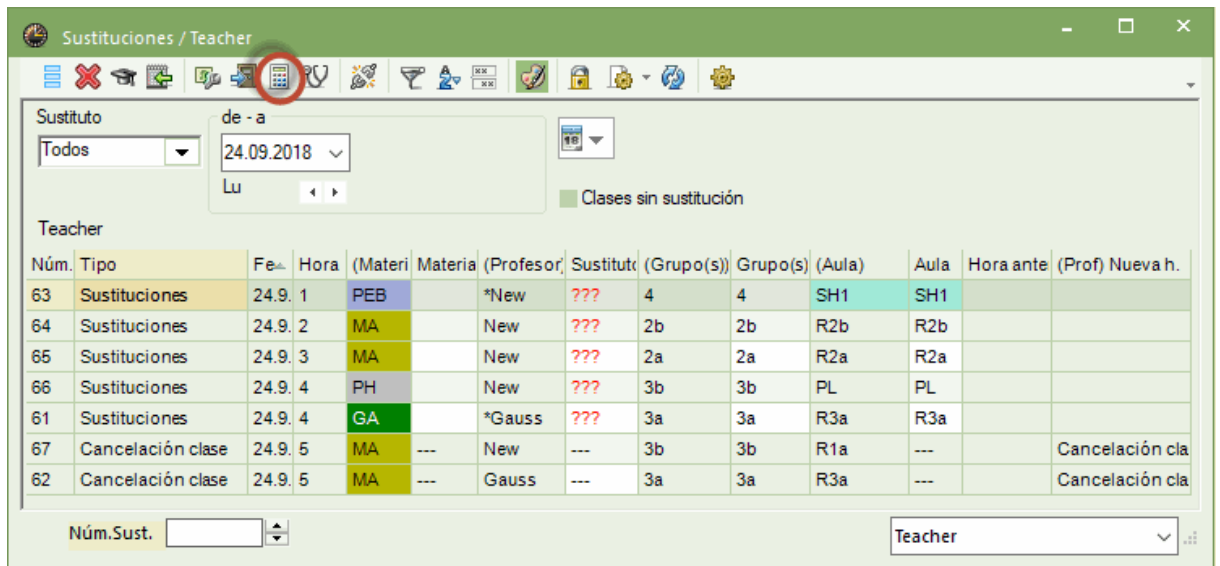 Sustituciones / Teacher
Sustituto de - a
Todos 24.09.2018 18
Lu
Clases sin sustitución
Teacher
Núm. Tipo Fe Hora (Materi Materia (Profesor) Sustituto (Grupo(s)) Grupo(s) (Aula) Aula Hora ante (Prof) Nueva h.
63 Sustituciones 24.9. 1 PEB *New ??? 4 4 SH1 SH1
64 Sustituciones 24.9. 2 MA New ??? 2b 2b R2b R2b
65 Sustituciones 24.9. 3 MA New ??? 2a 2a R2a R2a
66 Sustituciones 24.9. 4 PH New ??? 3b 3b PL PL
61 Sustituciones 24.9. 4 GA *Gauss ??? 3a 3a R3a R3a
67 Cancelación clase 24.9. 5 MA --- New --- 3b 3b R1a --- Cancelación cla
62 Cancelación clase 24.9. 5 MA --- Gauss --- 3a 3a R3a --- Cancelación cla
Núm.Sust. Teacher